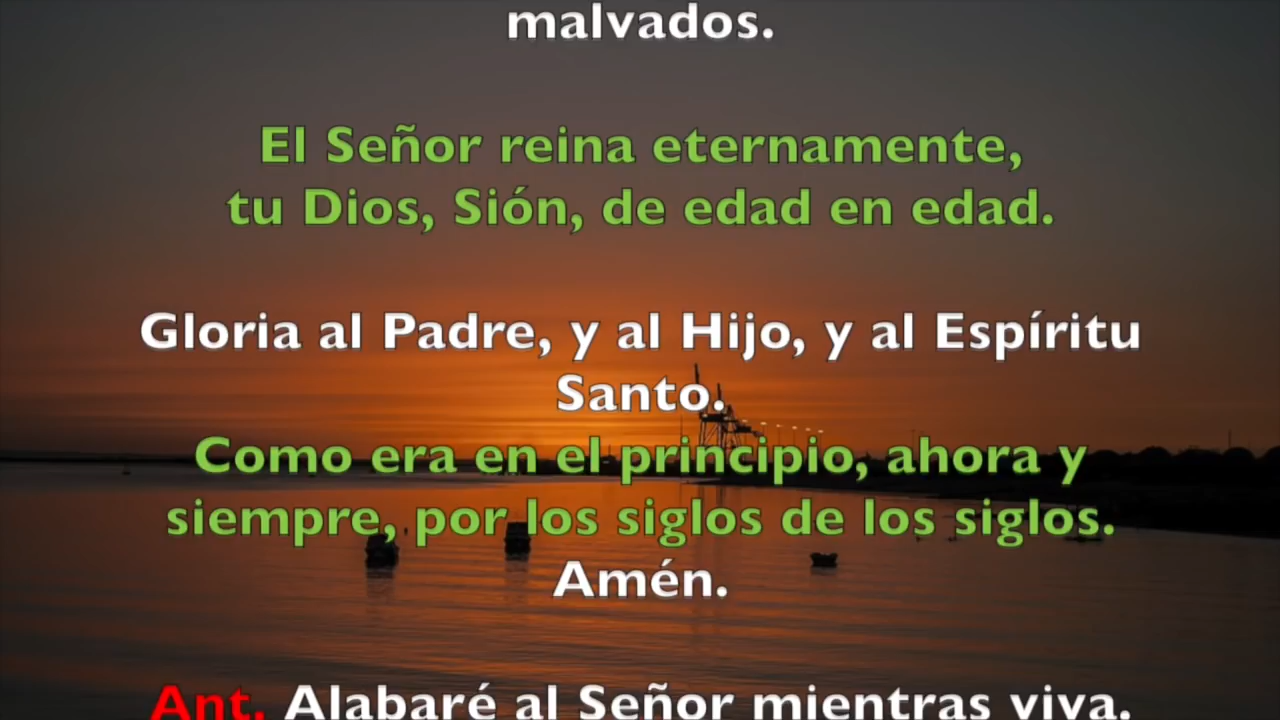 malvados.
El Señor reina eternamente,
tu Dios, Sión, de edad en edad.
Gloria al Padre, y al Hijo, y al Espíritu
Santo.
Como era en el principio, ahora y
siempre, por los siglos de los siglos.
Amén.
Ant. Alabaré al Señor mientras viva.